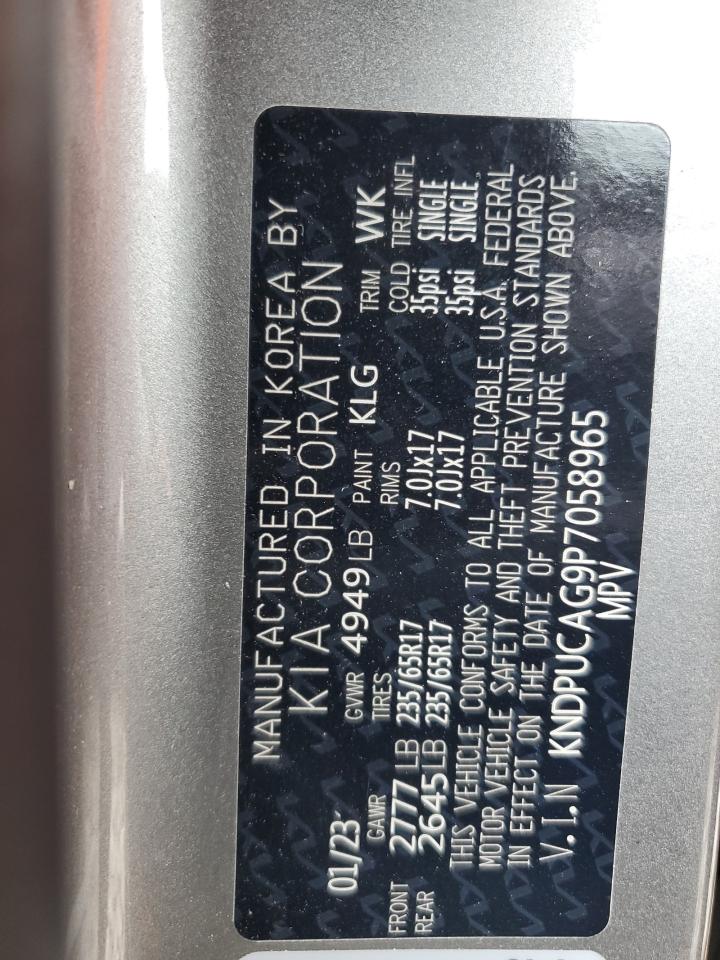 MANUFACTURED IN KOREA BY
KIA CORPORATION
01/23 GVWR 4949 LB PAINT KLG TRIM WK
GAWR TIRES RIMS COLD TIRE INFL.
FRONT 2777 LB 235/65R17 7.0Jx17 35psi SINGLE
REAR 2645 LB 235/65R17 7.0Jx17 35psi SINGLE
THIS VEHICLE CONFORMS TO ALL APPLICABLE U.S.A. FEDERAL
MOTOR VEHICLE SAFETY AND THEFT PREVENTION STANDARDS
IN EFFECT ON THE DATE OF MANUFACTURE SHOWN ABOVE.
V.I.N KNDPUCAG9P7058965
MPV